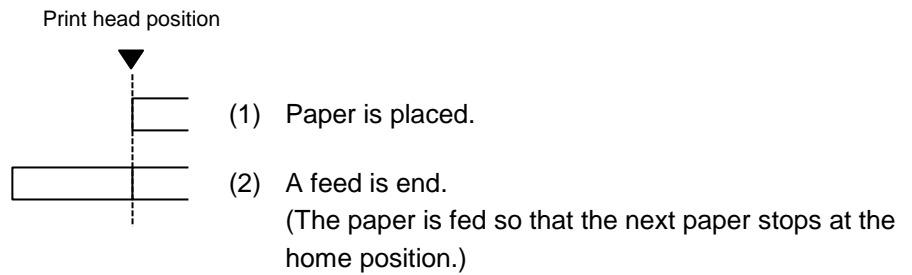 Print head position
(1) Paper is placed.
(2) A feed is end.
(The paper is fed so that the next paper stops at the
home position.)